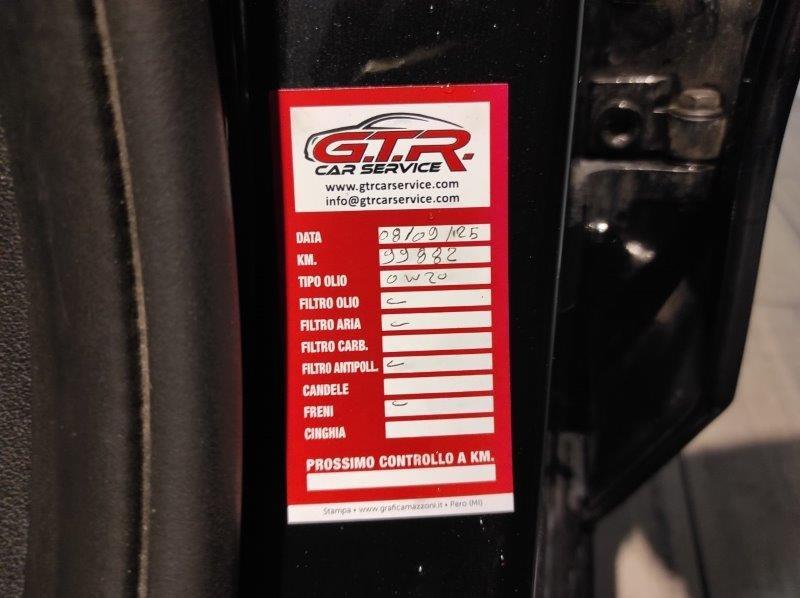 G.T.R.
CAR SERVICE
www.gtrcarservice.com
info@gtrcarservice.com
DATA 08/09/25
KM. 99882
TIPO OLIO 0W20
FILTRO OLIO ✓
FILTRO ARIA ✓
FILTRO CARB.
FILTRO ANTIPOLL. ✓
CANDELE
FRENI ✓
CINGHIA
PROSSIMO CONTROLLO A KM.
Stampa • www.graficamazzoni.it • Pero (MI)